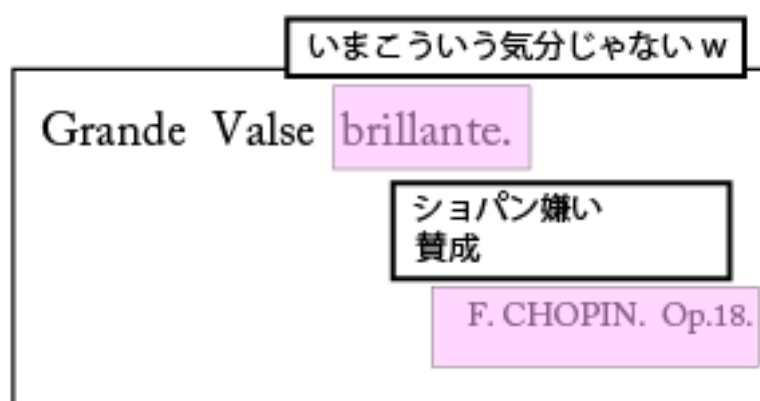 いまこういう気分じゃないｗ
Grande Valse brillante.
ショパン嫌い
賛成
F. CHOPIN. Op.18.